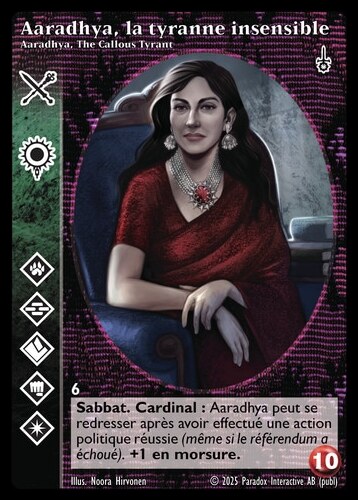 Aaradhya, la tyranne insensible
Aaradhya, The Callous Tyrant
6
Sabbat. Cardinal : Aaradhya peut se
redresser après avoir effectué une action
politique réussie (même si le référendum a
échoué). +1 en morsure.
10
Illus. Noora Hirvonen
© 2025 Paradox Interactive AB (publ)